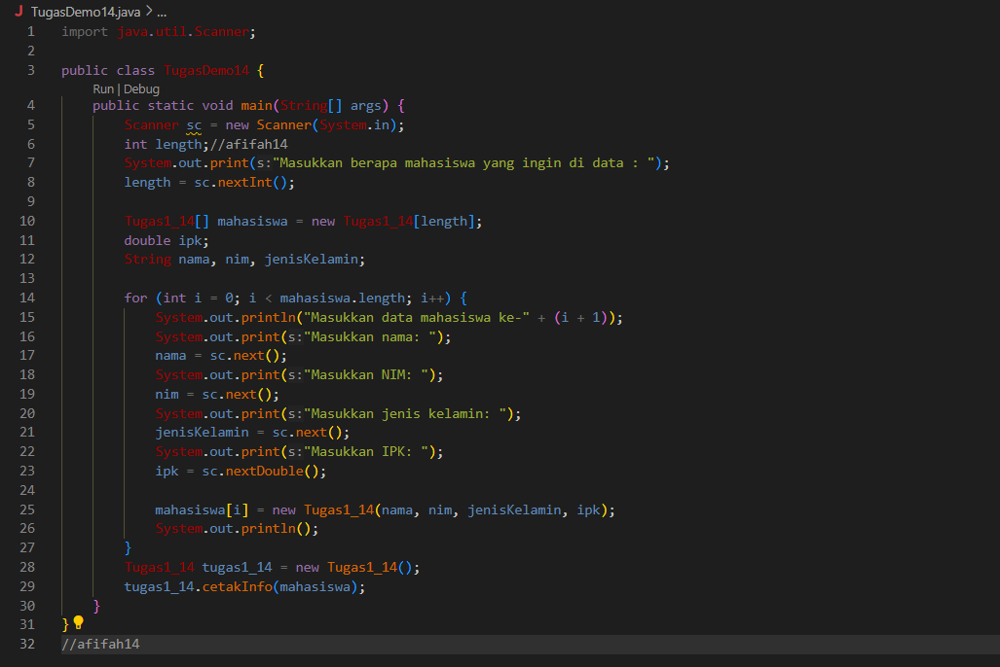 J TugasDemo14.java > ...
1 import java.util.Scanner;
2
3 public class TugasDemo14 {
Run | Debug
4 public static void main(String[] args) {
5 Scanner sc = new Scanner(System.in);
6 int length;//afifah14
7 System.out.print(s:"Masukkan berapa mahasiswa yang ingin di data : ");
8 length = sc.nextInt();
9
10 Tugas1_14[] mahasiswa = new Tugas1_14[length];
11 double ipk;
12 String nama, nim, jenisKelamin;
13
14 for (int i = 0; i < mahasiswa.length; i++) {
15 System.out.println("Masukkan data mahasiswa ke-" + (i + 1));
16 System.out.print(s:"Masukkan nama: ");
17 nama = sc.next();
18 System.out.print(s:"Masukkan NIM: ");
19 nim = sc.next();
20 System.out.print(s:"Masukkan jenis kelamin: ");
21 jenisKelamin = sc.next();
22 System.out.print(s:"Masukkan IPK: ");
23 ipk = sc.nextDouble();
24
25 mahasiswa[i] = new Tugas1_14(nama, nim, jenisKelamin, ipk);
26 System.out.println();
27 }
28 Tugas1_14 tugas1_14 = new Tugas1_14();
29 tugas1_14.cetakInfo(mahasiswa);
30 }
31 }
32 //afifah14